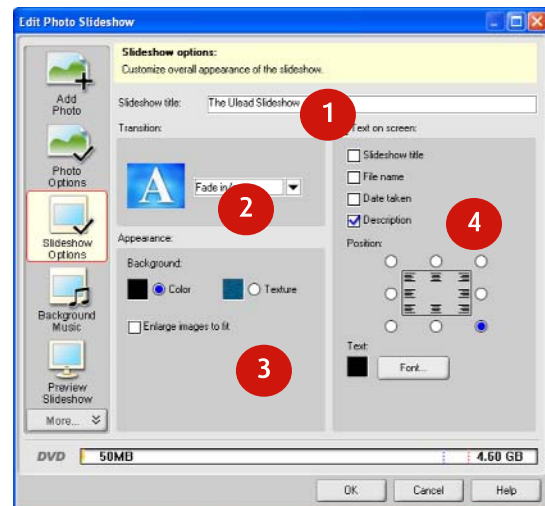 Edit Photo Slideshow
Slideshow options:
Customize overall appearance of the slideshow.
Add
Photo
Photo
Options
Slideshow
Options
Background
Music
Preview
Slideshow
More...
Slideshow title: The Ulead Slideshow
1
Transition:
A
Fade in/
2
Appearance:
Background:
Color
Texture
Enlarge images to fit
3
Text on screen:
Slideshow title
File name
Date taken
Description
4
Position:
Text:
Font...
DVD 50MB 4.60 GB
OK Cancel Help